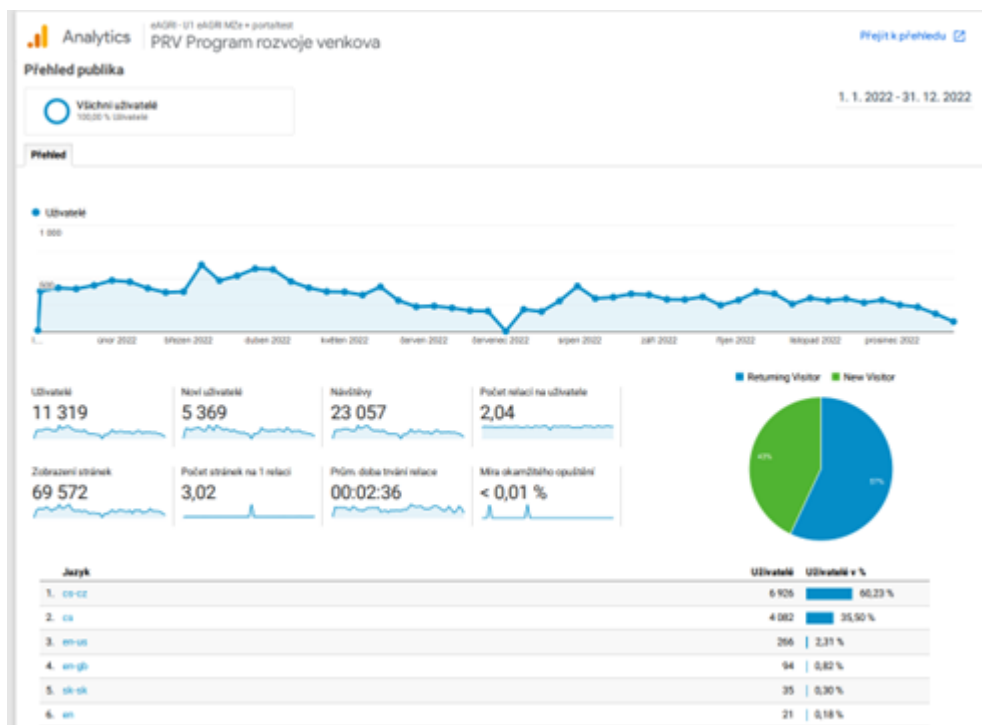 eAGRI - U1 eAGRI MZe + portaltest
Analytics
PRV Program rozvoje venkova
Přejít k přehledu
Přehled publika
Všichni uživatelé
100,00 % Uživatelé
1. 1. 2022 - 31. 12. 2022
Přehled
Uživatelé
1 000
500
únor 2022 březen 2022 duben 2022 květen 2022 červen 2022 červenec 2022 srpen 2022 září 2022 říjen 2022 listopad 2022 prosinec 2022
Returning Visitor New Visitor
Uživatelé Noví uživatelé Návštěvy Počet relací na uživatele
11 319 5 369 23 057 2,04
43%
57%
Zobrazení stránek Počet stránek na 1 relaci Prům. doba trvání relace Míra okamžitého opuštění
69 572 3,02 00:02:36 < 0,01 %
Jazyk Uživatelé Uživatelé v %
1. cs-cz 6 926 60,23 %
2. cs 4 082 35,50 %
3. en-us 266 2,31 %
4. en-gb 94 0,82 %
5. sk-sk 35 0,30 %
6. en 21 0,18 %